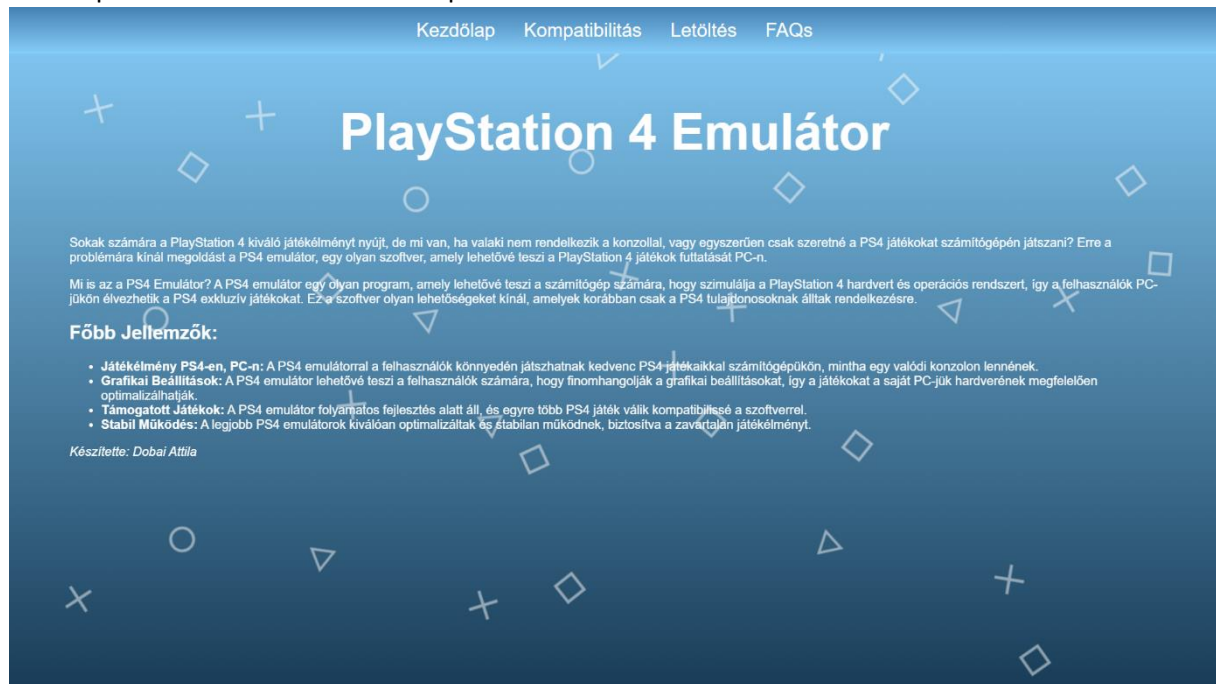 Kezdőlap Kompatibilitás Letöltés FAQs
PlayStation 4 Emulátor
Sokak számára a PlayStation 4 kiváló játékélményt nyújt, de mi van, ha valaki nem rendelkezik a konzollal, vagy egyszerűen csak szeretné a PS4 játékokat számítógépén játszani? Erre a
problémára kínál megoldást a PS4 emulátor, egy olyan szoftver, amely lehetővé teszi a PlayStation 4 játékok futtatását PC-n.
Mi is az a PS4 Emulátor? A PS4 emulátor egy olyan program, amely lehetővé teszi a számítógép számára, hogy szimulálja a PlayStation 4 hardvert és operációs rendszert, így a felhasználók PC-
jükön élvezhetik a PS4 exkluzív játékokat. Ez a szoftver olyan lehetőségeket kínál, amelyek korábban csak a PS4 tulajdonosoknak álltak rendelkezésre.
Főbb Jellemzők:
• Játékélmény PS4-en, PC-n: A PS4 emulátorral a felhasználók könnyedén játszhatnak kedvenc PS4 játékaikkal számítógépükön, mintha egy valódi konzolon lennének.
• Grafikai Beállítások: A PS4 emulátor lehetővé teszi a felhasználók számára, hogy finomhangolják a grafikai beállításokat, így a játékokat a saját PC-jük hardverének megfelelően
optimalizálhatják.
• Támogatott Játékok: A PS4 emulátor folyamatos fejlesztés alatt áll, és egyre több PS4 játék válik kompatibilissé a szoftverrel.
• Stabil Működés: A legjobb PS4 emulátorok kiválóan optimalizáltak és stabilan működnek, biztosítva a zavartalan játékélményt.
Készítette: Dobai Attila